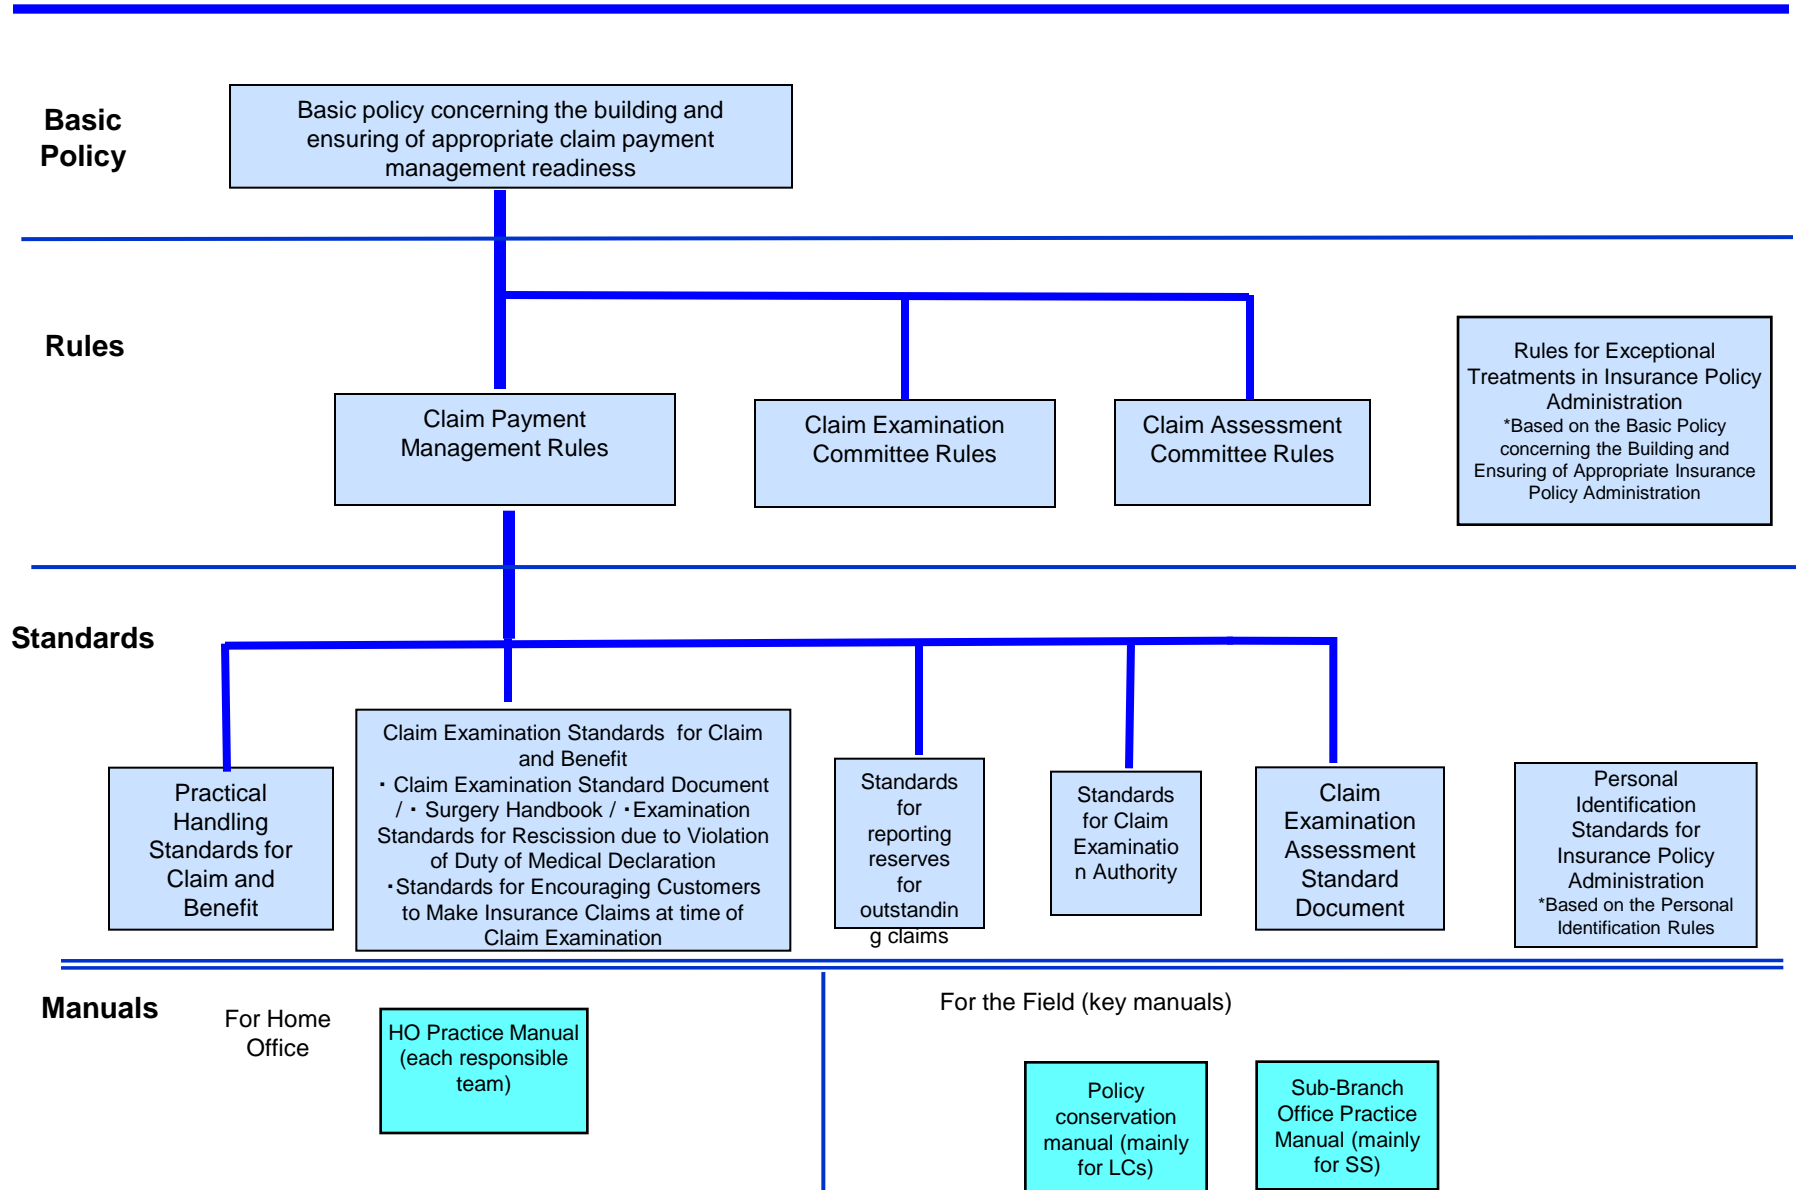 Basic
Policy
Basic policy concerning the building and
ensuring of appropriate claim payment
management readiness
Rules
Claim Payment
Management Rules
Claim Examination
Committee Rules
Claim Assessment
Committee Rules
Rules for Exceptional
Treatments in Insurance Policy
Administration
*Based on the Basic Policy
concerning the Building and
Ensuring of Appropriate Insurance
Policy Administration
Standards
Practical
Handling
Standards for
Claim and
Benefit
Claim Examination Standards  for Claim
and Benefit
・ Claim Examination Standard Document
/ ・ Surgery Handbook / ・Examination
Standards for Rescission due to Violation
of Duty of Medical Declaration
・Standards for Encouraging Customers
to Make Insurance Claims at time of
Claim Examination
Standards
for
reporting
reserves
for
outstandin
g claims
Standards
for Claim
Examinatio
n Authority
Claim
Examination
Assessment
Standard
Document
Personal
Identification
Standards for
Insurance Policy
Administration
*Based on the Personal
Identification Rules
Manuals
For Home
Office
HO Practice Manual
(each responsible
team)
For the Field (key manuals)
Policy
conservation
manual (mainly
for LCs)
Sub-Branch
Office Practice
Manual (mainly
for SS)